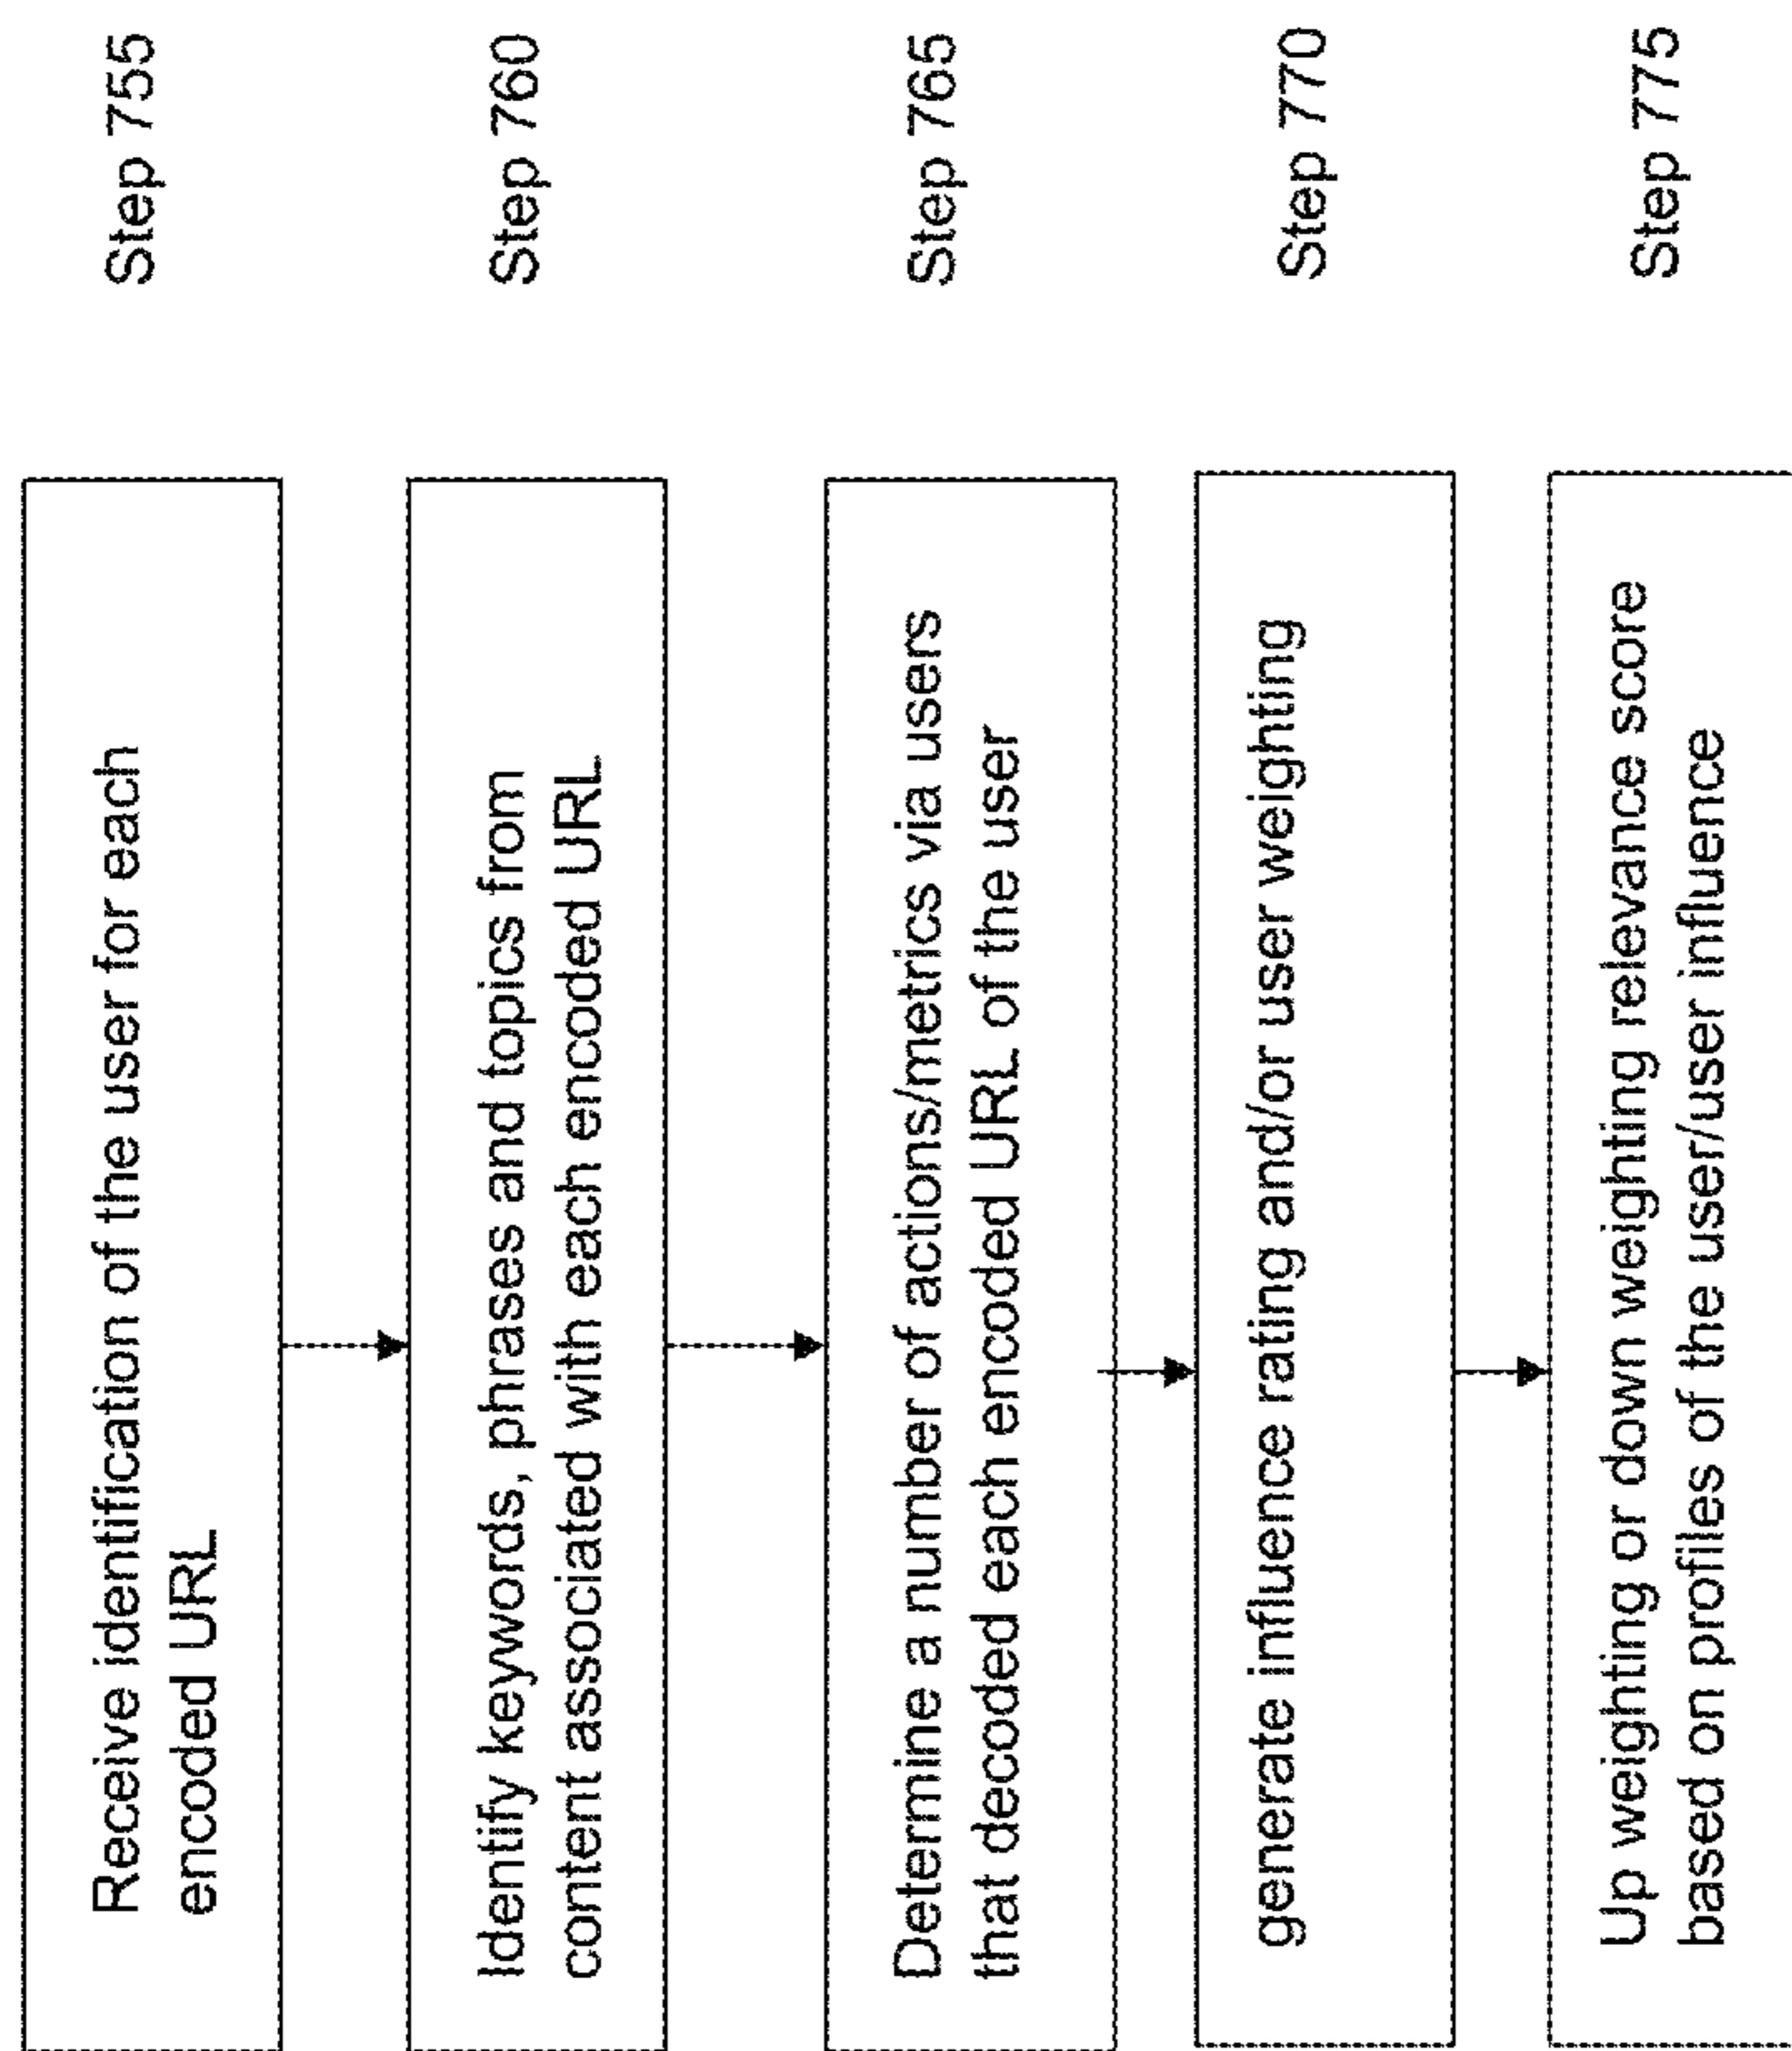 Receive identification of the user for each
encoded URL
Step 755
Identify keywords, phrases and topics from
content associated with each encoded URL
Step 760
Determine a number of actions/metrics via users
that decoded each encoded URL of the user
Step 765
generate influence rating and/or user weighting
Step 770
Up weighting or down weighting relevance score
based on profiles of the user/user influence
Step 775